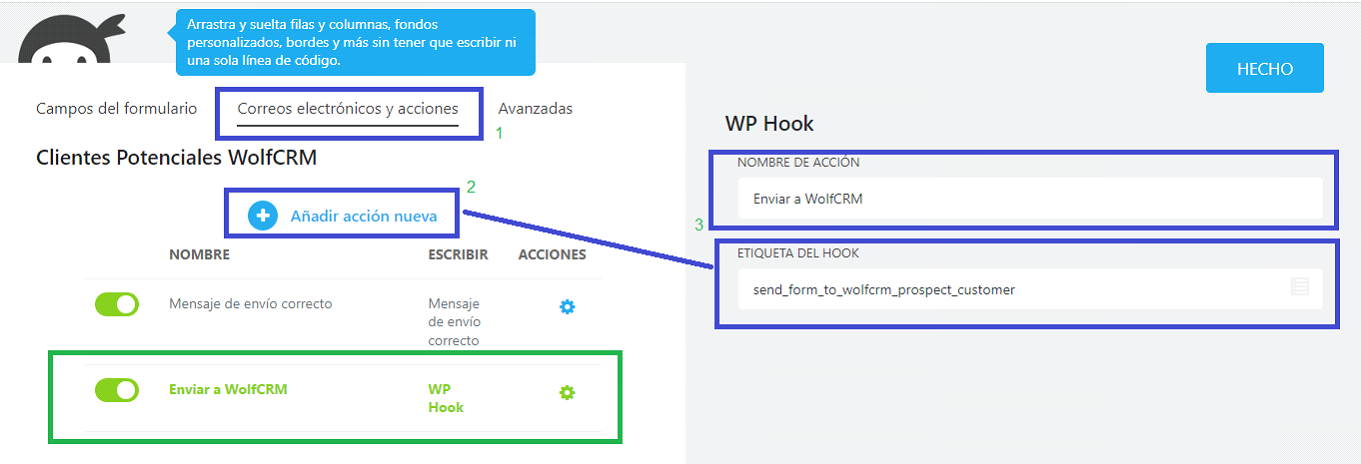 Arrastra y suelta filas y columnas, fondos
personalizados, bordes y más sin tener que escribir ni
una sola línea de código.
HECHO
Campos del formulario
Correos electrónicos y acciones
Avanzadas
1
Clientes Potenciales WolfCRM
2
Añadir acción nueva
NOMBRE
ESCRIBIR
ACCIONES
Mensaje de envío correcto
Mensaje
de envío
correcto
Enviar a WolfCRM
WP
Hook
WP Hook
NOMBRE DE ACCIÓN
Enviar a WolfCRM
3
ETIQUETA DEL HOOK
send_form_to_wolfcrm_prospect_customer